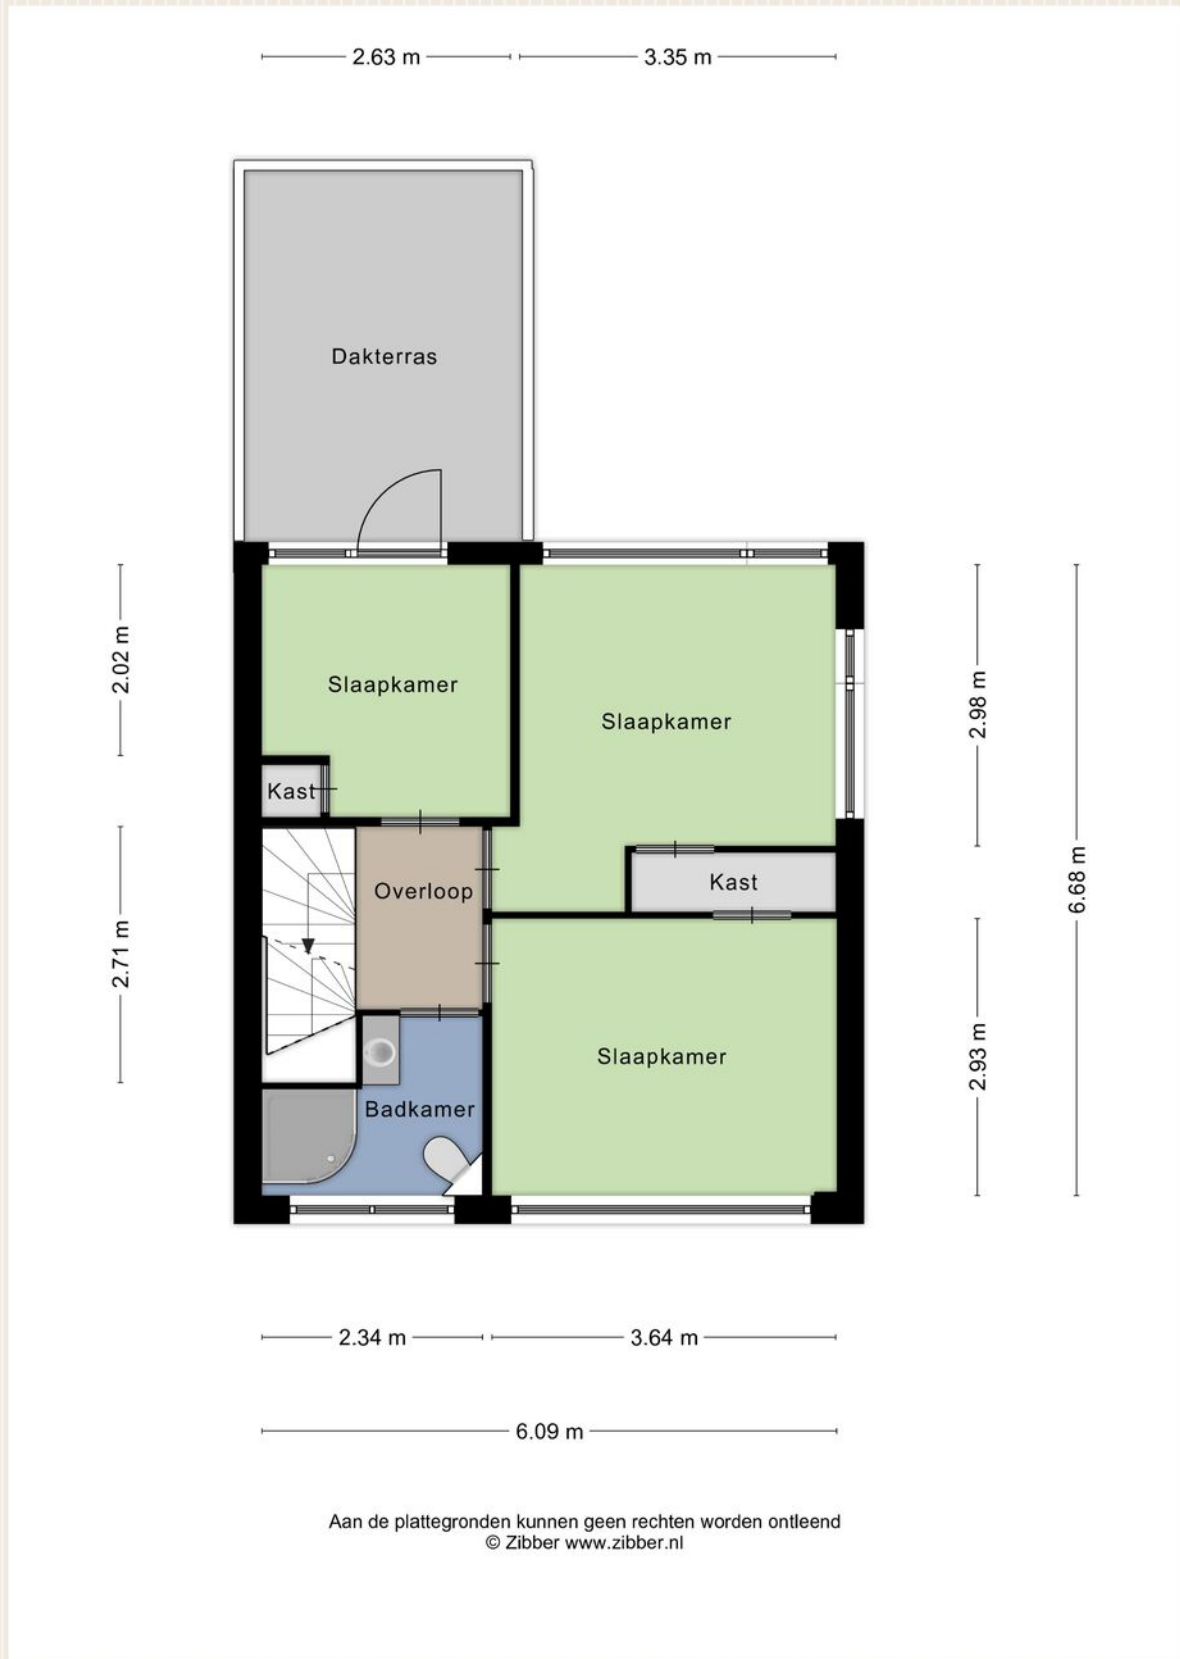 2.63 m
3.35 m
Dakterras
2.02 m
Slaapkamer
Slaapkamer
2.98 m
Kast
Kast
Overloop
6.68 m
2.71 m
Slaapkamer
2.93 m
Badkamer
2.34 m
3.64 m
6.09 m
Aan de plattegronden kunnen geen rechten worden ontleend
© Zibber www.zibber.nl